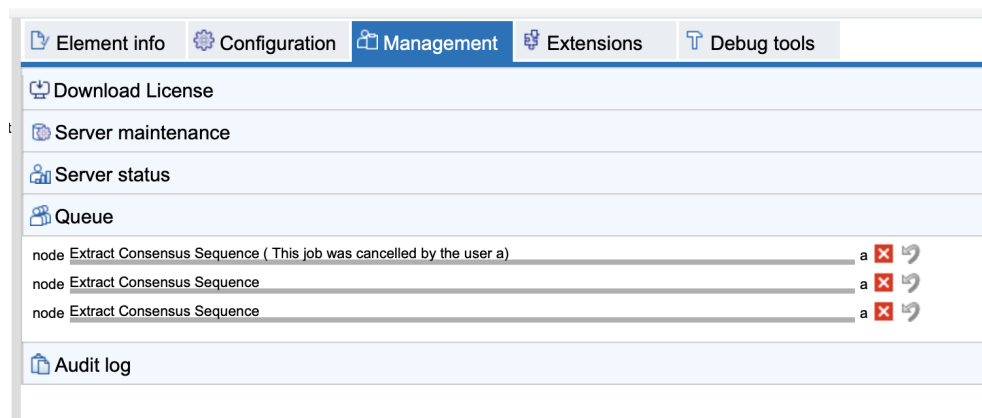 Element info Configuration Management Extensions Debug tools
Download License
t
Server maintenance
Server status
Queue
node Extract Consensus Sequence ( This job was cancelled by the user a) a
node Extract Consensus Sequence a
node Extract Consensus Sequence a
Audit log